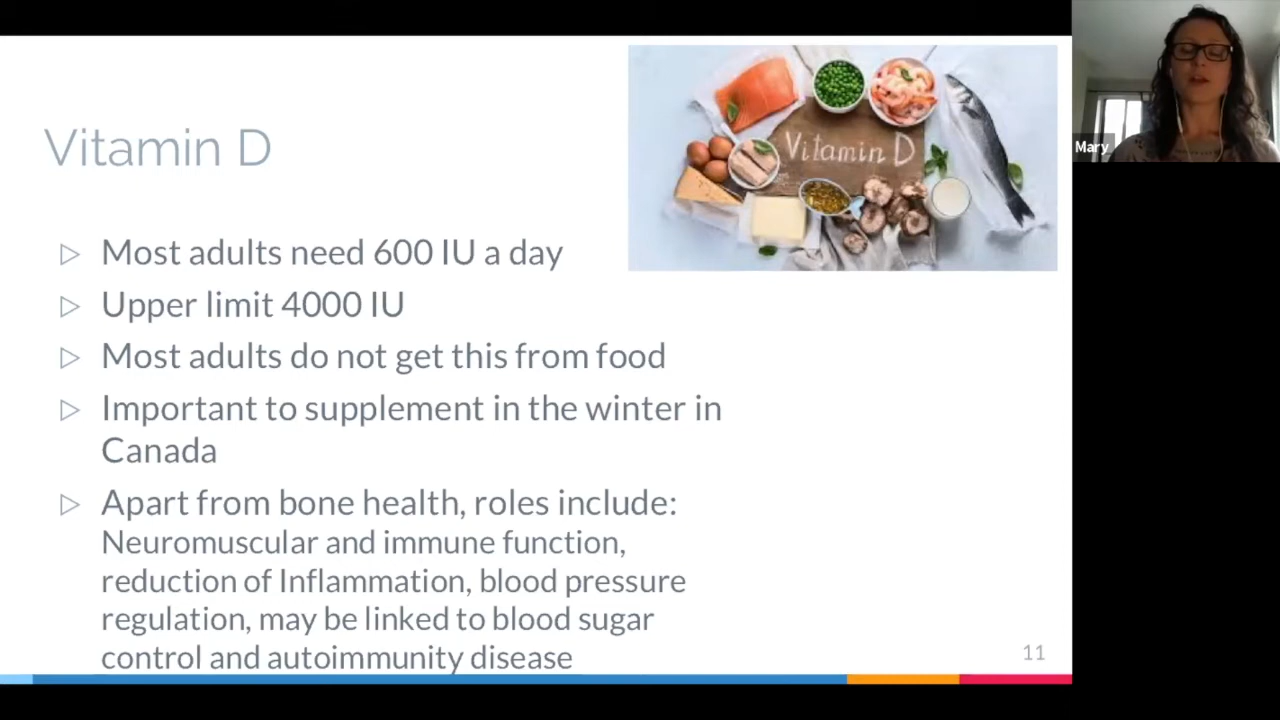 Vitamin D
Mary
Vitamin D
▷ Most adults need 600 IU a day
▷ Upper limit 4000 IU
▷ Most adults do not get this from food
▷ Important to supplement in the winter in
Canada
▷ Apart from bone health, roles include:
Neuromuscular and immune function,
reduction of Inflammation, blood pressure
regulation, may be linked to blood sugar
control and autoimmunity disease
11